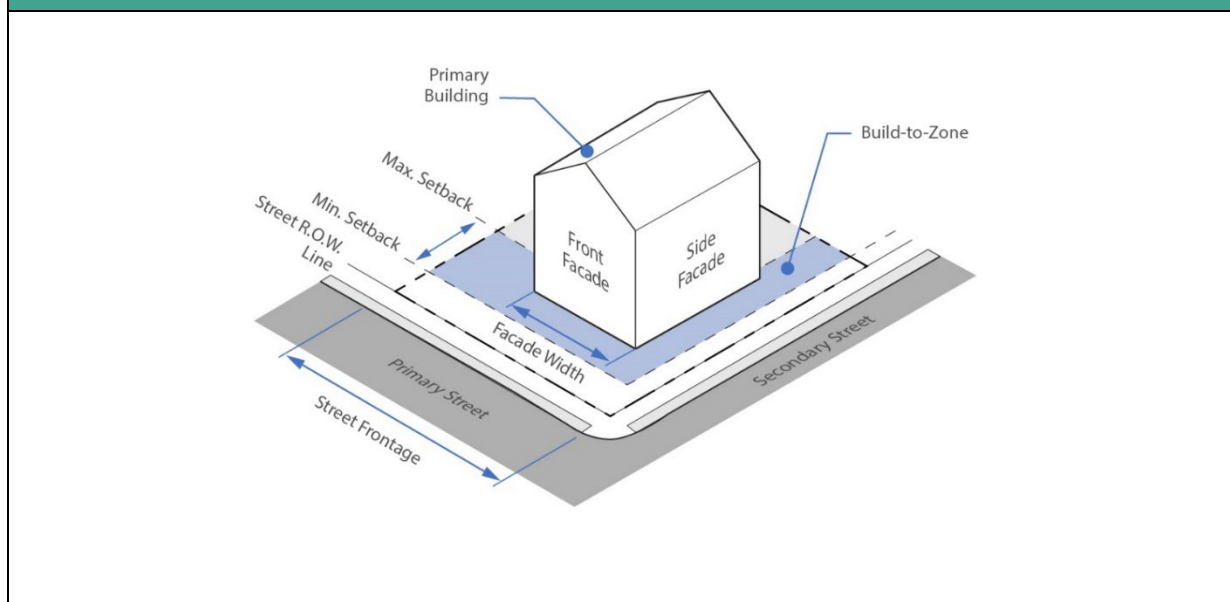 Primary
Building
Build-to-Zone
Max. Setback
Min. Setback
Street R.O.W.
Line
Front
Facade
Side
Facade
Facade Width
Primary Street
Secondary Street
Street Frontage